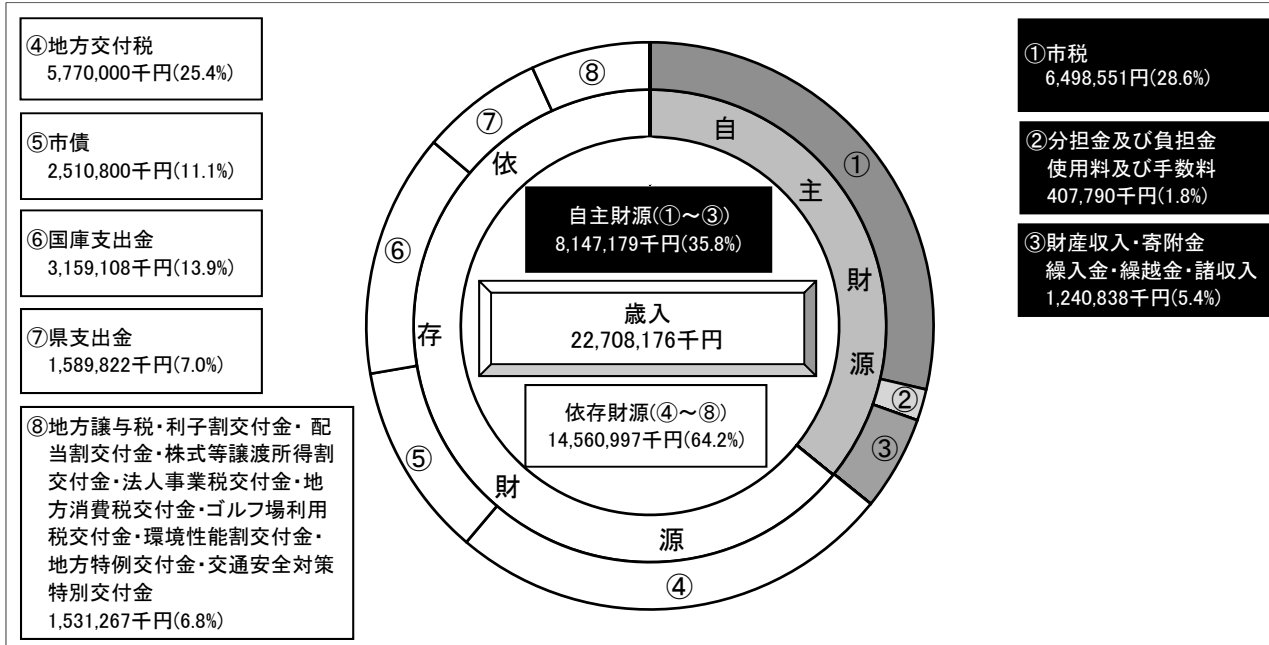 ④地方交付税
5,770,000千円(25.4%)
⑤市債
2,510,800千円(11.1%)
⑥国庫支出金
3,159,108千円(13.9%)
⑦県支出金
1,589,822千円(7.0%)
⑧地方譲与税・利子割交付金・ 配
当割交付金・株式等譲渡所得割
交付金・法人事業税交付金・地
方消費税交付金・ゴルフ場利用
税交付金・環境性能割交付金・
地方特例交付金・交通安全対策
特別交付金
1,531,267千円(6.8%)
⑧
⑦
⑥
⑤
④
①
②
③
自
主
財
源
依
存
財
源
自主財源(①～③)
8,147,179千円(35.8%)
歳入
22,708,176千円
依存財源(④～⑧)
14,560,997千円(64.2%)
①市税
6,498,551円(28.6%)
②分担金及び負担金
使用料及び手数料
407,790千円(1.8%)
③財産収入・寄附金
繰入金・繰越金・諸収入
1,240,838千円(5.4%)